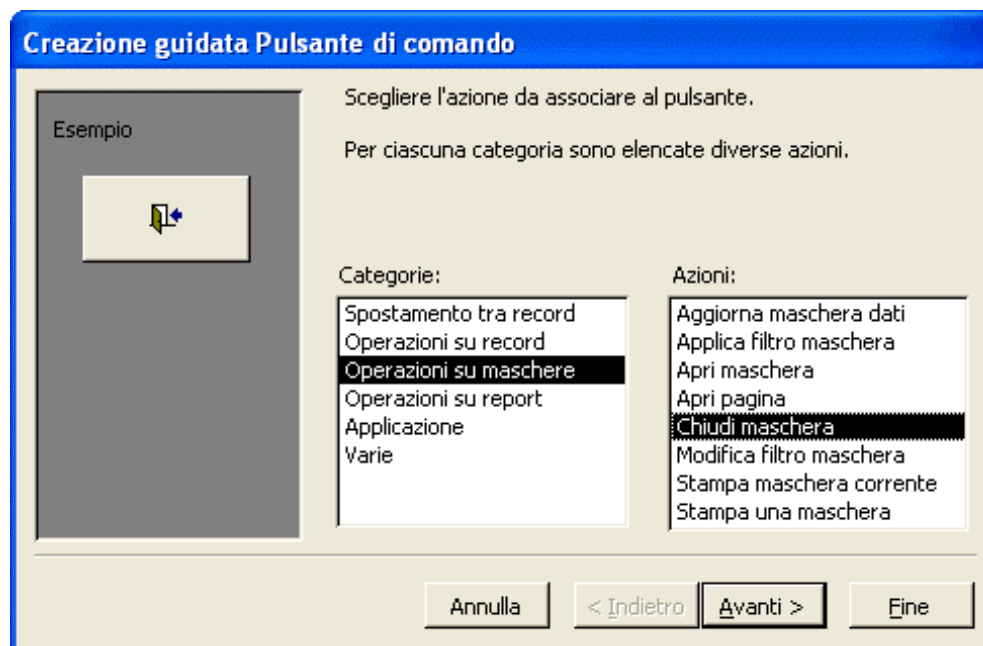 Creazione guidata Pulsante di comando
Esempio
Scegliere l'azione da associare al pulsante.
Per ciascuna categoria sono elencate diverse azioni.
Categorie:
Spostamento tra record
Operazioni su record
Operazioni su maschere
Operazioni su report
Applicazione
Varie
Azioni:
Aggiorna maschera dati
Applica filtro maschera
Apri maschera
Apri pagina
Chiudi maschera
Modifica filtro maschera
Stampa maschera corrente
Stampa una maschera
Annulla
< Indietro
Avanti >
Fine